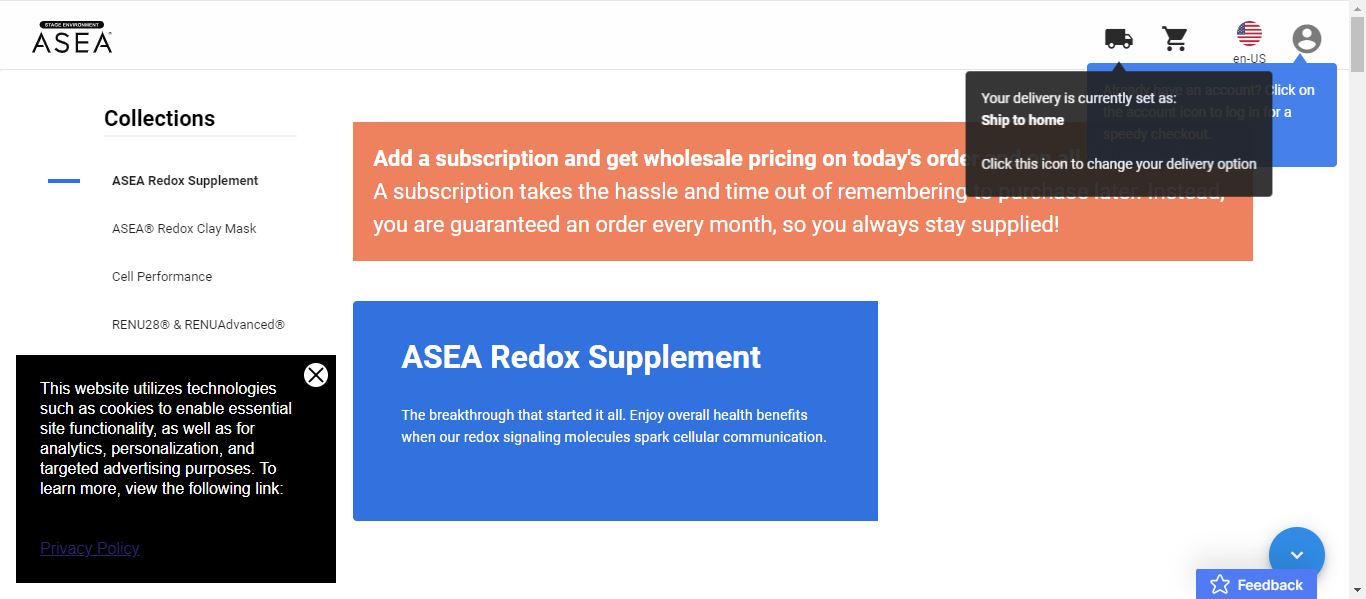 STAGE ENVIRONMENT
ASEA
en-US
Already have an account? Click on
the account icon to log in for a
speedy checkout.
Your delivery is currently set as:
Ship to home
Click this icon to change your delivery option
Collections
ASEA Redox Supplement
ASEA® Redox Clay Mask
Cell Performance
RENU28® & RENUAdvanced®
Add a subscription and get wholesale pricing on today's order
A subscription takes the hassle and time out of remembering to purchase later. Instead,
you are guaranteed an order every month, so you always stay supplied!
ASEA Redox Supplement
The breakthrough that started it all. Enjoy overall health benefits
when our redox signaling molecules spark cellular communication.
This website utilizes technologies
such as cookies to enable essential
site functionality, as well as for
analytics, personalization, and
targeted advertising purposes. To
learn more, view the following link:
Privacy Policy
Feedback